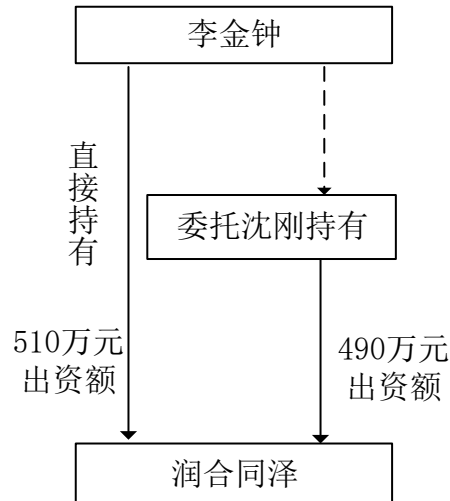 李金钟
直接持有
委托沈刚持有
510万元
出资额
490万元
出资额
润合同泽